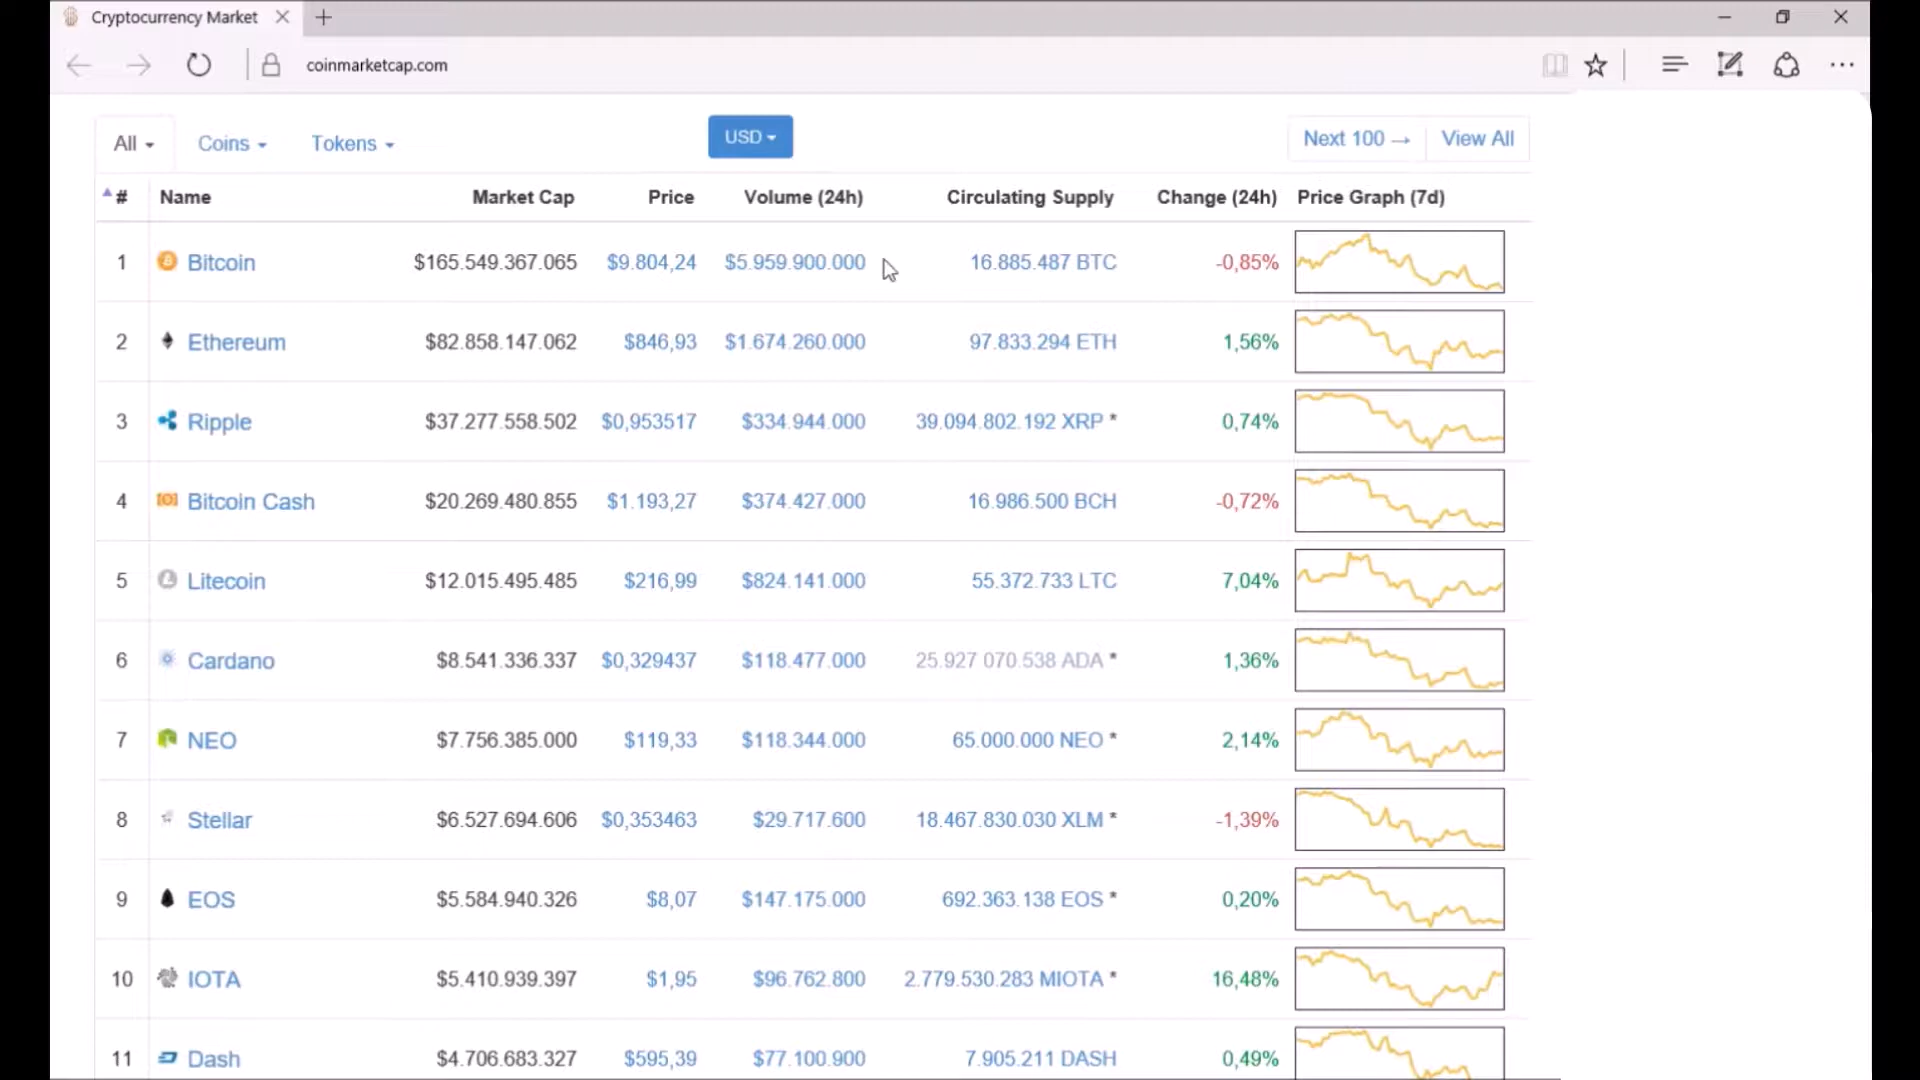 Cryptocurrency Market
coinmarketcap.com
All Coins Tokens USD Next 100 → View All
# Name Market Cap Price Volume (24h) Circulating Supply Change (24h) Price Graph (7d)
1 Bitcoin $165.549.367.065 $9.804,24 $5.959.900.000 16.885.487 BTC -0,85%
2 Ethereum $82.858.147.062 $846,93 $1.674.260.000 97.833.294 ETH 1,56%
3 Ripple $37.277.558.502 $0,953517 $334.944.000 39.094.802.192 XRP * 0,74%
4 Bitcoin Cash $20.269.480.855 $1.193,27 $374.427.000 16.986.500 BCH -0,72%
5 Litecoin $12.015.495.485 $216,99 $824.141.000 55.372.733 LTC 7,04%
6 Cardano $8.541.336.337 $0,329437 $118.477.000 25.927 070.538 ADA * 1,36%
7 NEO $7.756.385.000 $119,33 $118.344.000 65.000.000 NEO * 2,14%
8 Stellar $6.527.694.606 $0,353463 $29.717.600 18.467.830.030 XLM * -1,39%
9 EOS $5.584.940.326 $8,07 $147.175.000 692.363.138 EOS * 0,20%
10 IOTA $5.410.939.397 $1,95 $96.762.800 2.779.530.283 MIOTA * 16,48%
11 Dash $4.706.683.327 $595,39 $77.100.900 7.905.211 DASH 0,49%